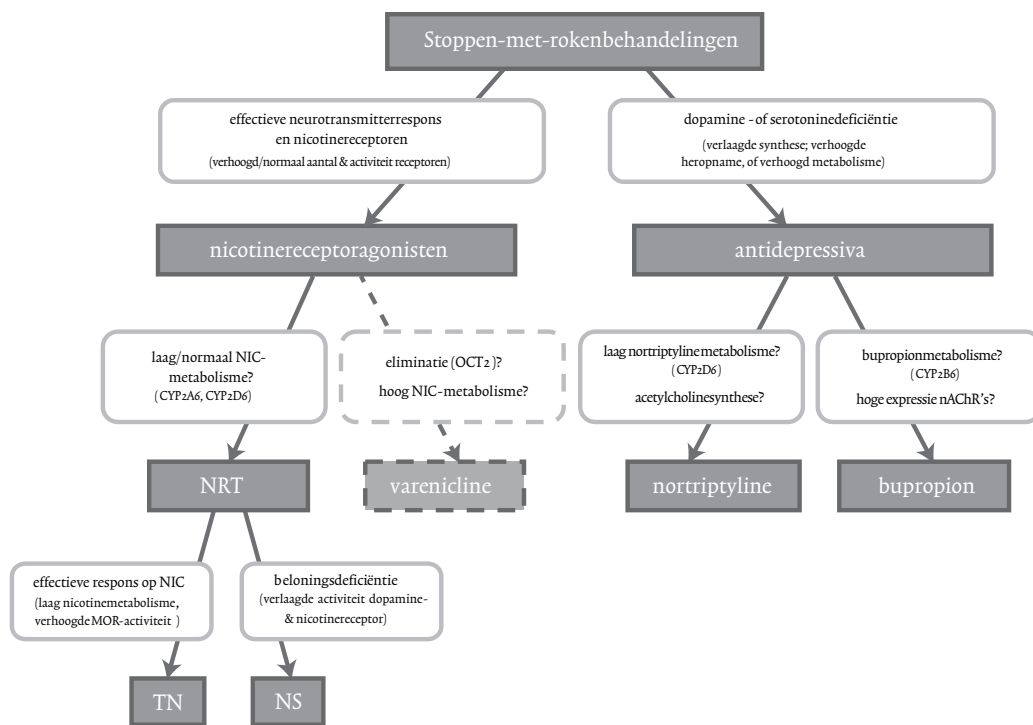 Stoppen-met-rokenbehandelingen
effectieve neurotransmitterrespons
en nicotinereceptoren
(verhoogd/normaal aantal & activiteit receptoren)
dopamine - of serotoninedeficiëntie
(verlaagde synthese; verhoogde
heropname, of verhoogd metabolisme)
nicotinereceptoragonisten
antidepressiva
laag/normaal NIC-
metabolisme?
(CYP2A6, CYP2D6)
eliminatie (OCT2)?
hoog NIC-metabolisme?
laag nortriptyline metabolisme?
(CYP2D6)
acetylcholinesynthese?
bupropionmetabolisme?
(CYP2B6)
hoge expressie nAChR's?
NRT
varenicline
nortriptyline
bupropion
effectieve respons op NIC
(laag nicotinemetabolisme,
verhoogde MOR-activiteit )
beloningsdeficiëntie
(verlaagde activiteit dopamine-
& nicotinereceptor)
TN
NS